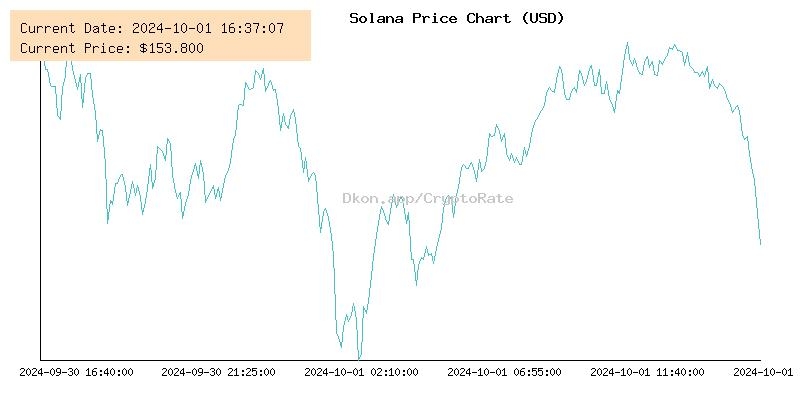 Solana Price Chart (USD)
Current Date: 2024-10-01 16:37:07
Current Price: $153.800
Dkon.app/CryptoRate
2024-09-30 16:40:00
2024-09-30 21:25:00
2024-10-01 02:10:00
2024-10-01 06:55:00
2024-10-01 11:40:00
2024-10-01